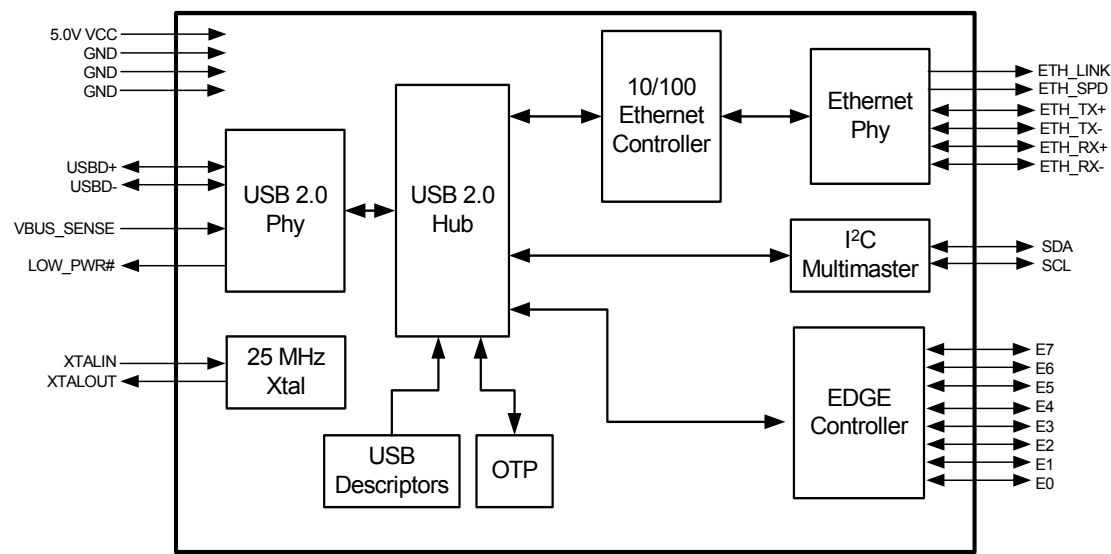 5.0V VCC
GND
GND
GND
USBD+
USBD-
VBUS_SENSE
LOW_PWR#
XTALIN
XTALOUT
USB 2.0
Phy
25 MHz
Xtal
USB 2.0
Hub
USB
Descriptors
OTP
10/100
Ethernet
Controller
Ethernet
Phy
I²C
Multimaster
EDGE
Controller
ETH_LINK
ETH_SPD
ETH_TX+
ETH_TX-
ETH_RX+
ETH_RX-
SDA
SCL
E7
E6
E5
E4
E3
E2
E1
E0